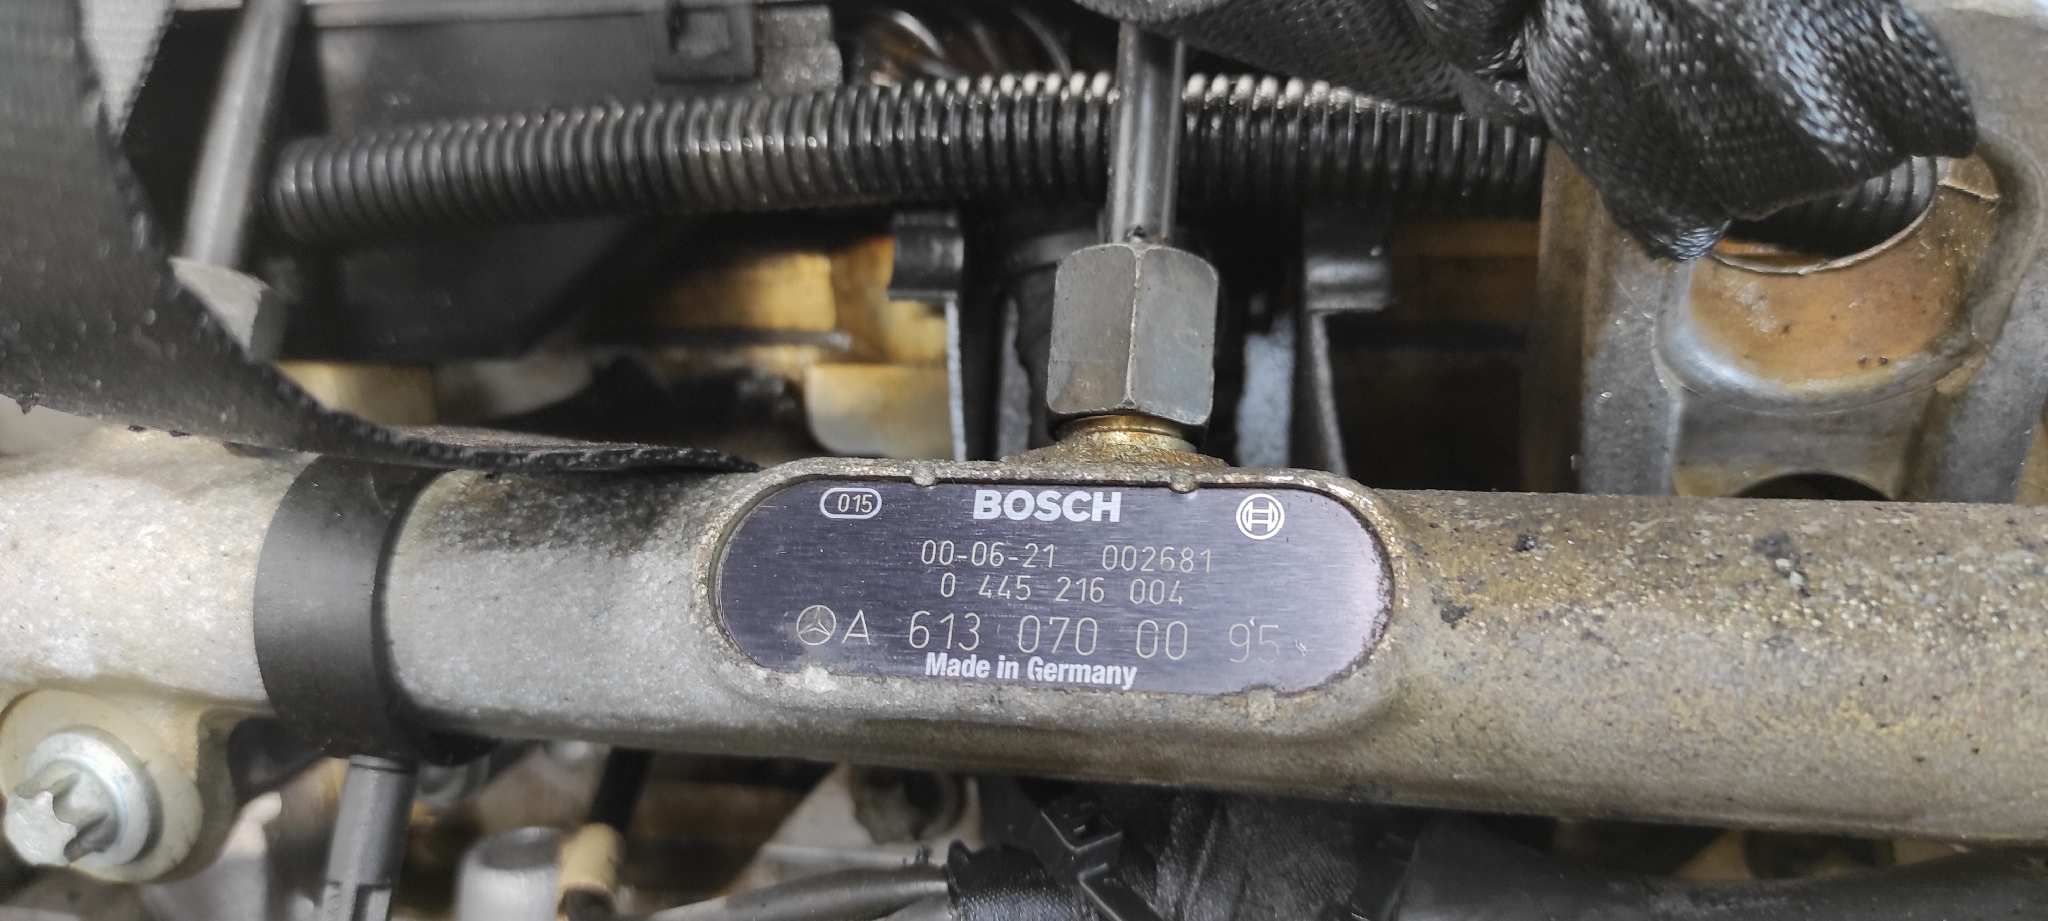 015 BOSCH
00-06-21 002681
0 445 216 004
A 613 070 00 95
Made in Germany